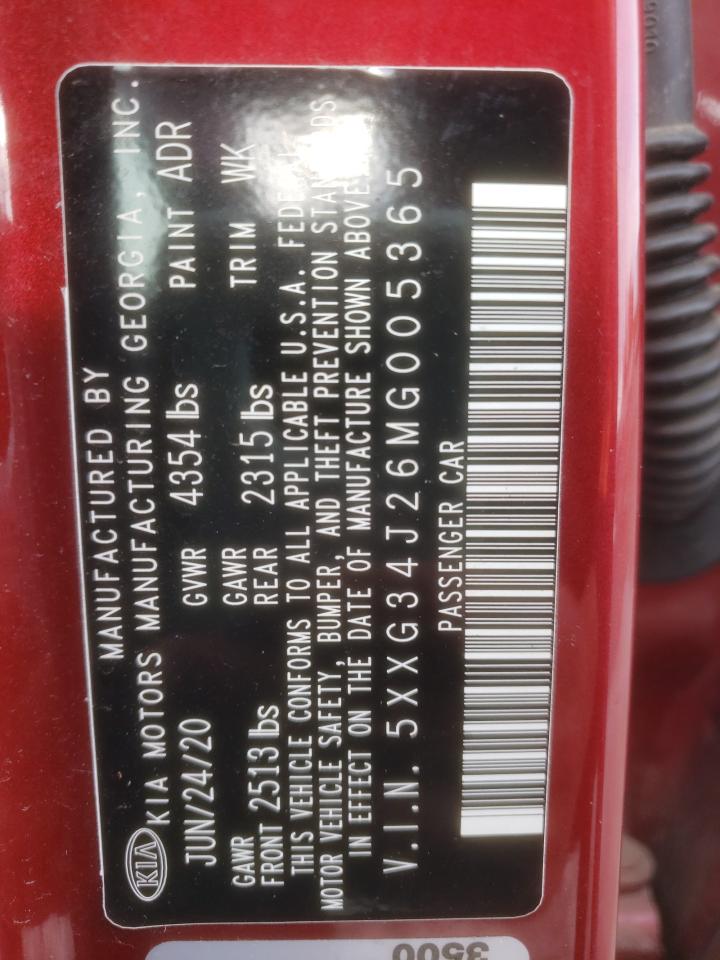 MANUFACTURED BY
KIA KIA MOTORS MANUFACTURING GEORGIA, INC.
JUN/24/20 GVWR 4354 lbs PAINT ADR
GAWR GAWR
FRONT 2513 lbs REAR 2315 lbs TRIM WK
THIS VEHICLE CONFORMS TO ALL APPLICABLE U.S.A.
MOTOR VEHICLE SAFETY, BUMPER, AND THEFT PREVENTION
IN EFFECT ON THE DATE OF MANUFACTURE SHOWN ABOVE
V.I.N. 5XXG34J26MG005365
PASSENGER CAR
3500